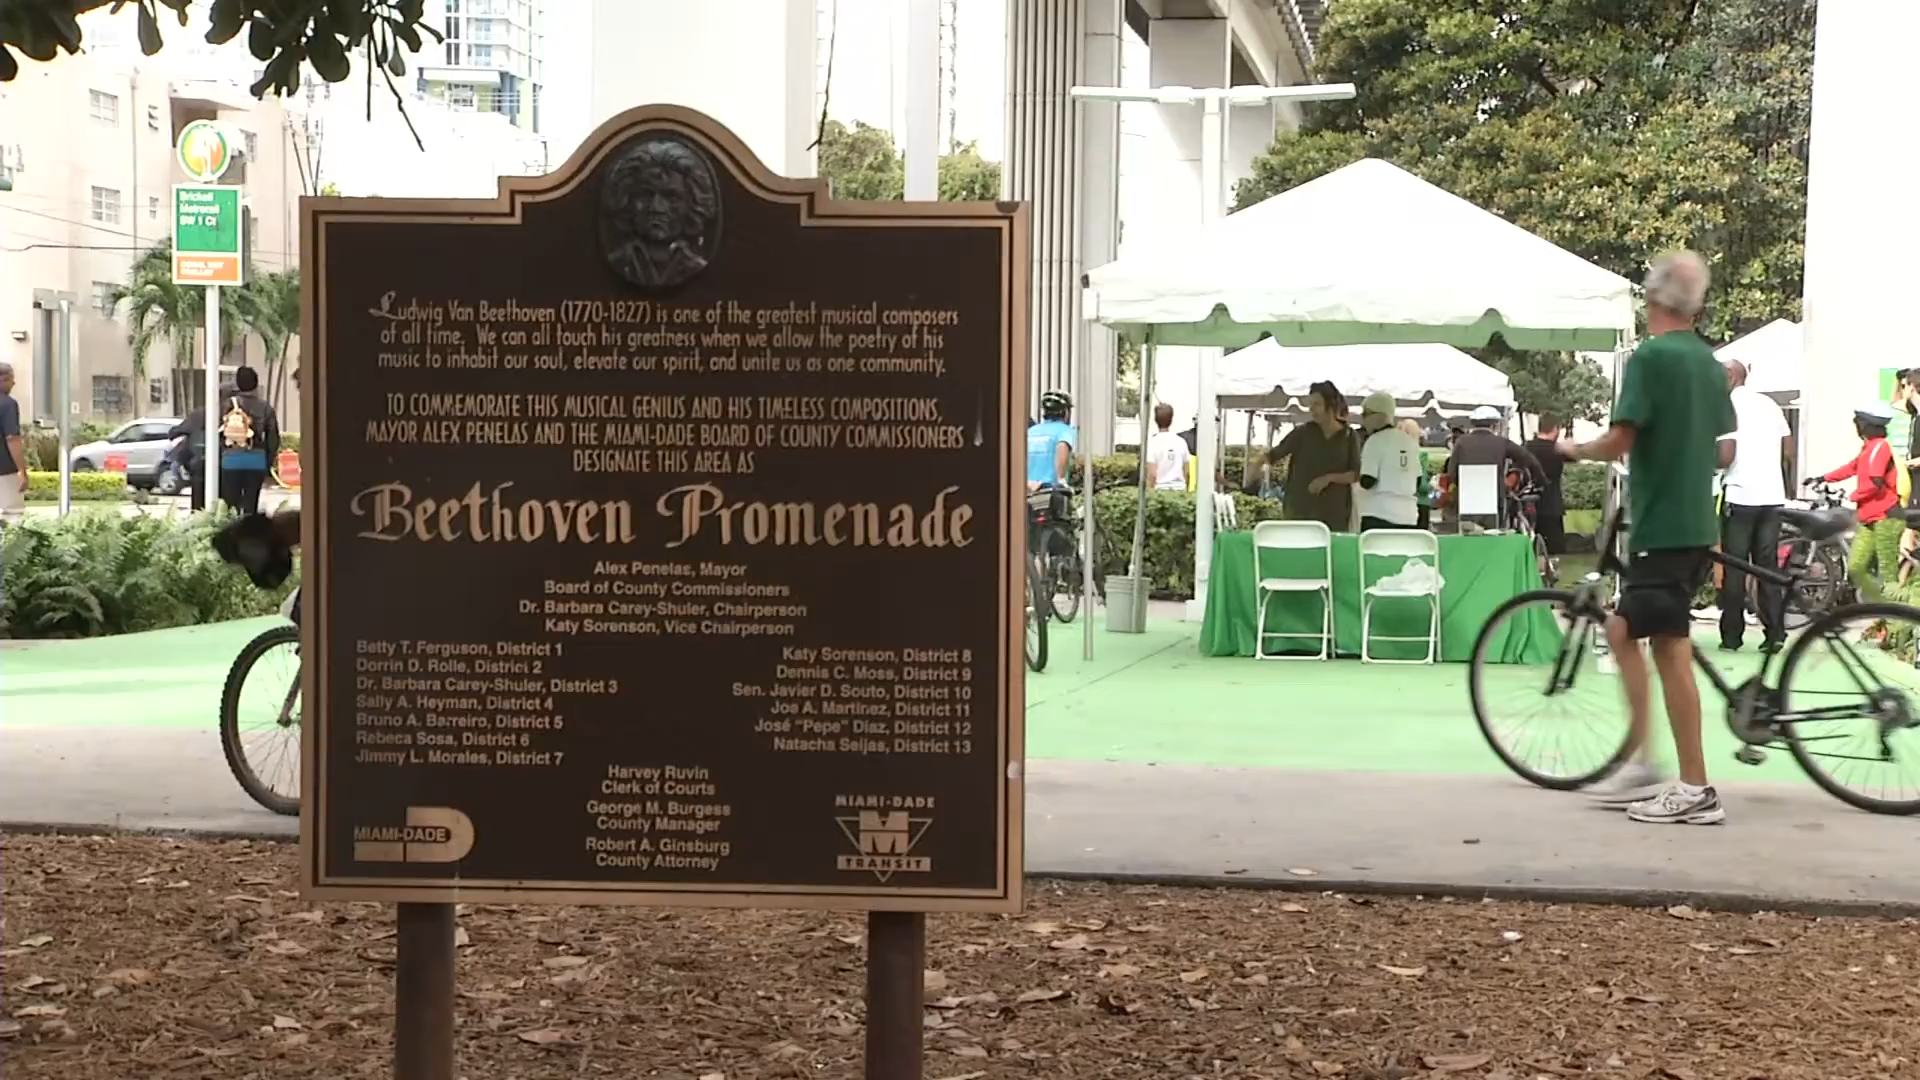 Brickell
Metrorail
SW 1 Ct
Ludwig Van Beethoven (1770-1827) is one of the greatest musical composers
of all time. We can all touch his greatness when we allow the poetry of his
music to inhabit our soul, elevate our spirit, and unite us as one community.
TO COMMEMORATE THIS MUSICAL GENIUS AND HIS TIMELESS COMPOSITIONS,
MAYOR ALEX PENELAS AND THE MIAMI-DADE BOARD OF COUNTY COMMISSIONERS
DESIGNATE THIS AREA AS
Beethoven Promenade
Alex Penelas, Mayor
Board of County Commissioners
Dr. Barbara Carey-Shuler, Chairperson
Katy Sorenson, Vice Chairperson
Betty T. Ferguson, District 1
Dorrin D. Rolle, District 2
Dr. Barbara Carey-Shuler, District 3
Sally A. Heyman, District 4
Bruno A. Barreiro, District 5
Rebeca Sosa, District 6
Jimmy L. Morales, District 7
Katy Sorenson, District 8
Dennis C. Moss, District 9
Sen. Javier D. Souto, District 10
Joe A. Martinez, District 11
José "Pepe" Diaz, District 12
Natacha Seijas, District 13
Harvey Ruvin
Clerk of Courts
George M. Burgess
County Manager
Robert A. Ginsburg
County Attorney
MIAMI-DADE
MIAMI-DADE
M
TRANSIT